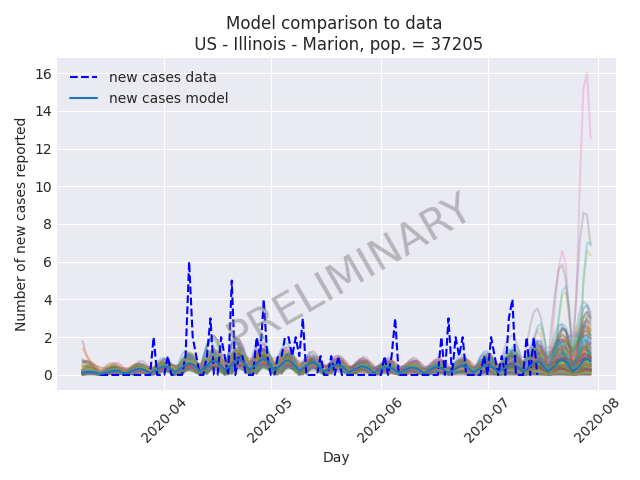 Model comparison to data
US - Illinois - Marion, pop. = 37205
new cases data
new cases model
PRELIMINARY
Number of new cases reported
16
14
12
10
8
6
4
2
0
2020-04
2020-05
2020-06
2020-07
2020-08
Day